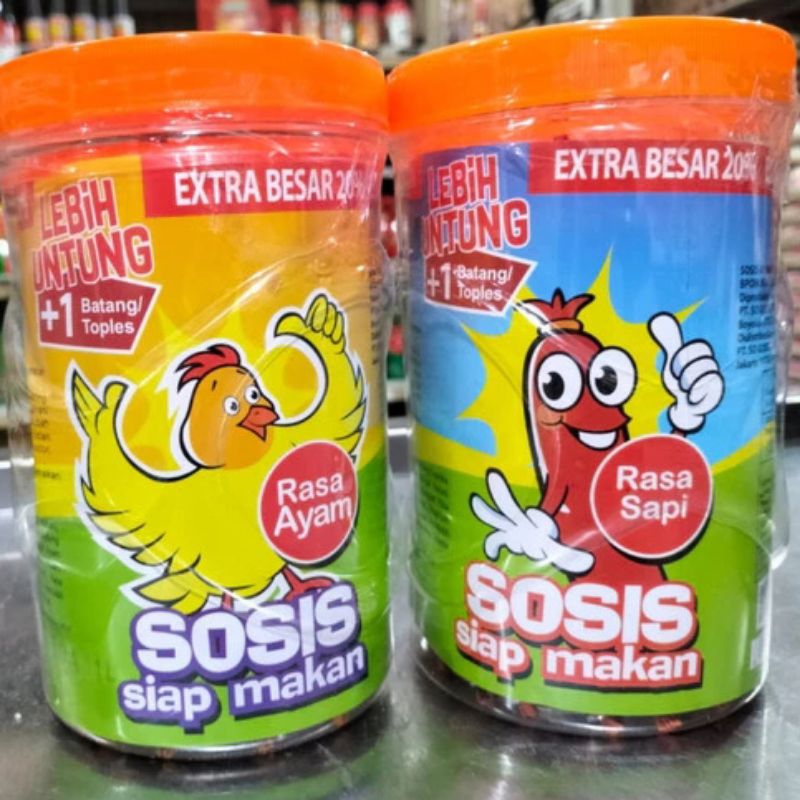 EXTRA BESAR 20%
LEBiH
UNTUNG
+1 Batang/
Toples
Rasa
Ayam
SOSIS
siap makan
EXTRA BESAR 20%
LEBiH
UNTUNG
+1 Batang/
Toples
Rasa
Sapi
SOSIS
siap makan